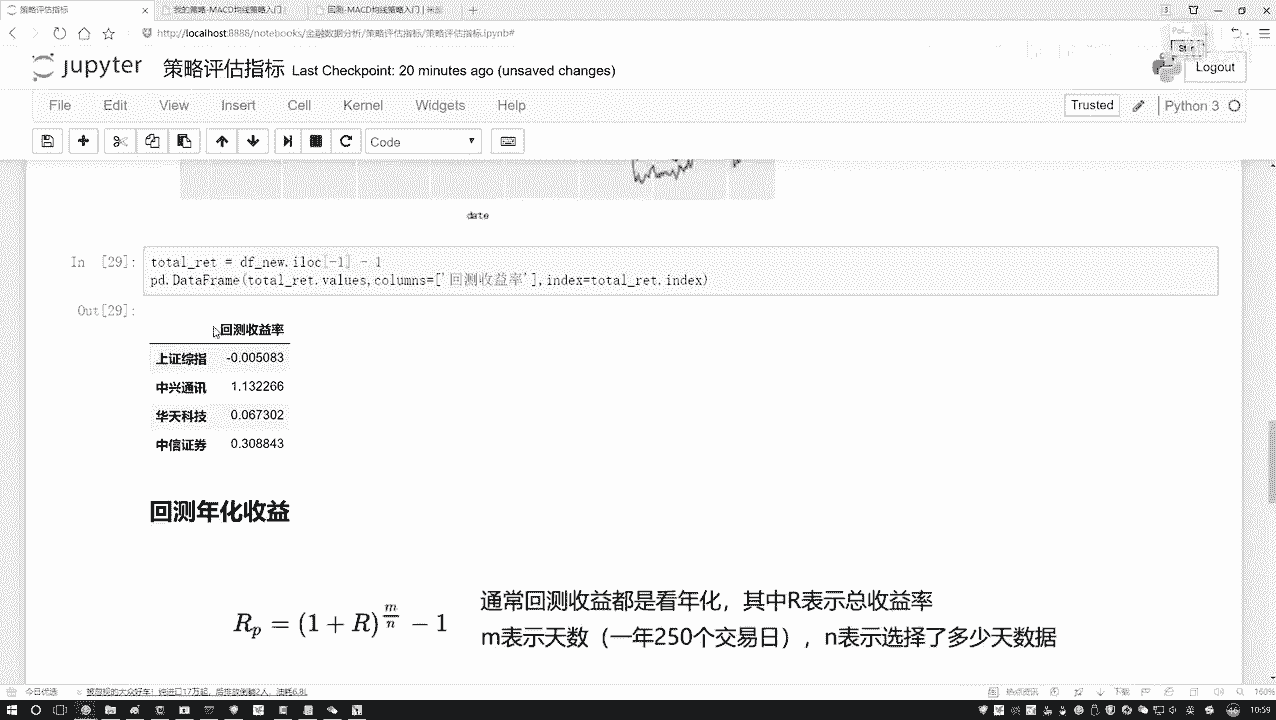 策略评估指标
我的策略-MACD均线策略入门
回测-MACD均线策略入门 | 米筐
http://localhost:8888/notebooks/金融数据分析/策略评估指标/策略评估指标.ipynb#
jupyter 策略评估指标 Last Checkpoint: 20 minutes ago (unsaved changes)
Logout
File Edit View Insert Cell Kernel Widgets Help
Trusted Python 3
Code
date
In [29]: total_ret = df_new.iloc[-1] - 1
pd.DataFrame(total_ret.values,columns=['回测收益率'],index=total_ret.index)
Out[29]:
回测收益率
上证综指 -0.005083
中兴通讯 1.132266
华天科技 0.067302
中信证券 0.308843
回测年化收益
R_p = (1 + R)^{m/n} − 1
通常回测收益都是看年化，其中R表示总收益率
m表示天数（一年250个交易日），n表示选择了多少天数据
今日优选
热点资讯 下载 160%
10:59